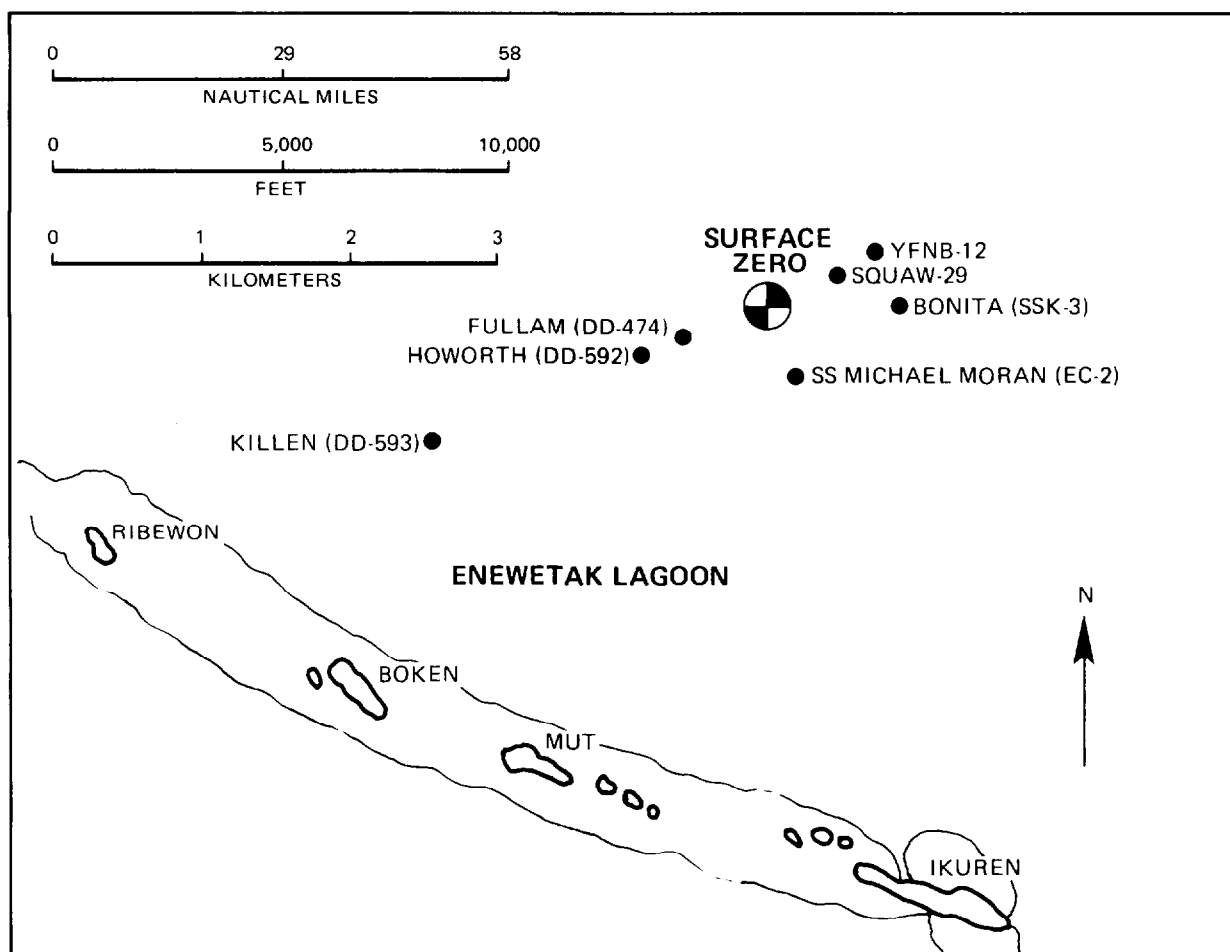 0 29 58
NAUTICAL MILES
0 5,000 10,000
FEET
0 1 2 3
KILOMETERS
SURFACE
ZERO
YFNB-12
SQUAW-29
BONITA (SSK-3)
FULLAM (DD-474)
HOWORTH (DD-592)
SS MICHAEL MORAN (EC-2)
KILLEN (DD-593)
RIBEWON
ENEWETAK LAGOON
N
BOKEN
MUT
IKUREN